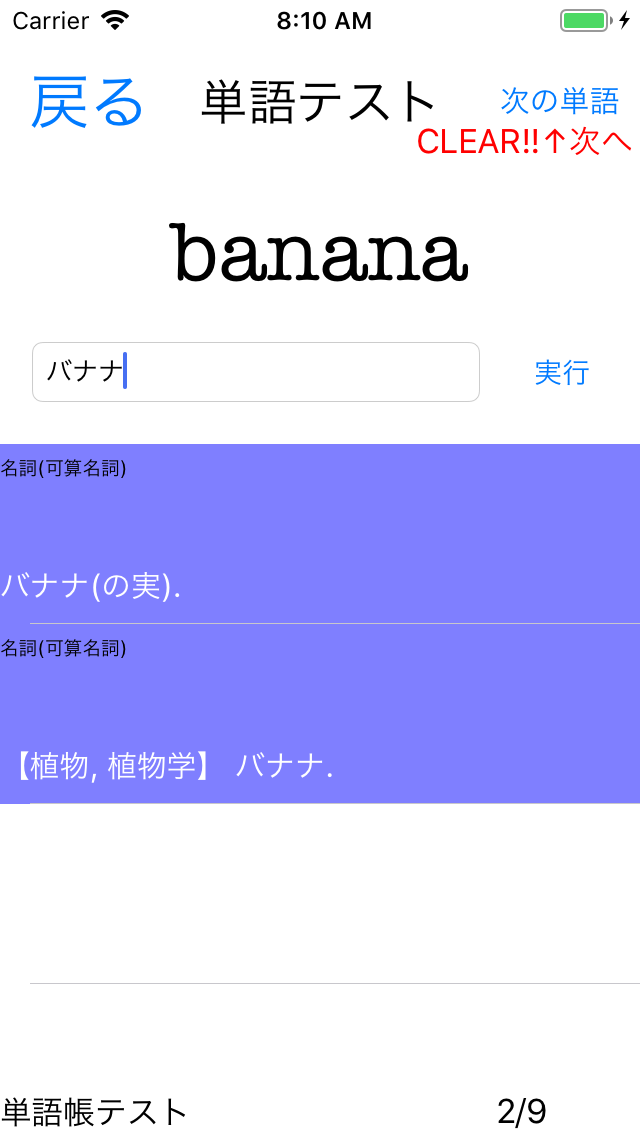 Carrier 8:10 AM
戻る 単語テスト 次の単語
CLEAR!!↑次へ
banana
バナナ 実行
名詞(可算名詞)
バナナ(の実).
名詞(可算名詞)
【植物, 植物学】 バナナ.
単語帳テスト 2/9